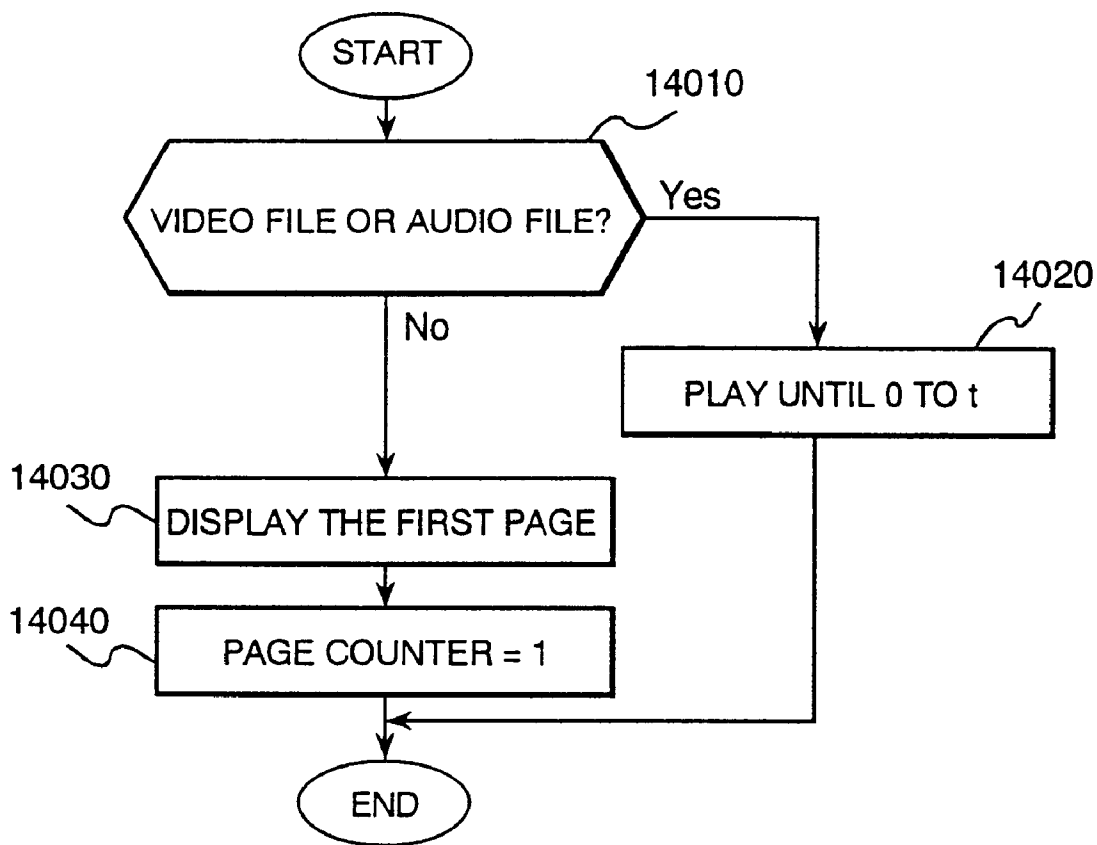 START
14010
VIDEO FILE OR AUDIO FILE?
Yes
No
14020
PLAY UNTIL 0 TO t
14030
DISPLAY THE FIRST PAGE
14040
PAGE COUNTER = 1
END